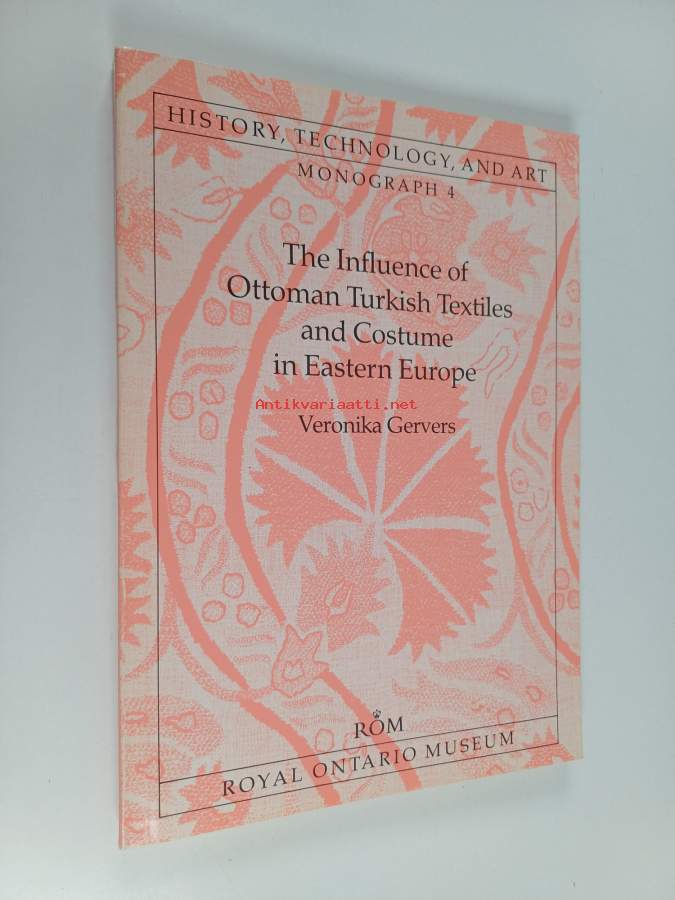 HISTORY, TECHNOLOGY, AND ART
MONOGRAPH 4
The Influence of
Ottoman Turkish Textiles
and Costume
in Eastern Europe
Antikvariaatti.net
Veronika Gervers
ROM
ROYAL ONTARIO MUSEUM